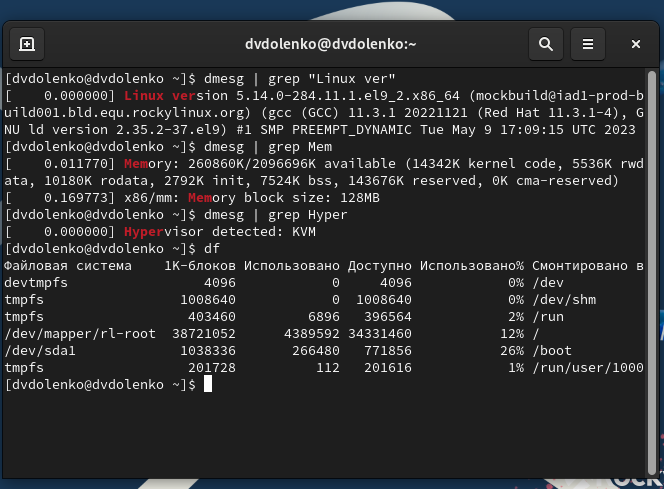 dvdolenko@dvdolenko:~
[dvdolenko@dvdolenko ~]$ dmesg | grep "Linux ver"
[    0.000000] Linux version 5.14.0-284.11.1.el9_2.x86_64 (mockbuild@iad1-prod-b
uild001.bld.equ.rockylinux.org) (gcc (GCC) 11.3.1 20221121 (Red Hat 11.3.1-4), G
NU ld version 2.35.2-37.el9) #1 SMP PREEMPT_DYNAMIC Tue May 9 17:09:15 UTC 2023
[dvdolenko@dvdolenko ~]$ dmesg | grep Mem
[    0.011770] Memory: 260860K/2096696K available (14342K kernel code, 5536K rwd
ata, 10180K rodata, 2792K init, 7524K bss, 143676K reserved, 0K cma-reserved)
[    0.169773] x86/mm: Memory block size: 128MB
[dvdolenko@dvdolenko ~]$ dmesg | grep Hyper
[    0.000000] Hypervisor detected: KVM
[dvdolenko@dvdolenko ~]$ df
Файловая система    1K-блоков Использовано Доступно Использовано% Смонтировано в
devtmpfs                 4096            0     4096            0% /dev
tmpfs                 1008640            0  1008640            0% /dev/shm
tmpfs                  403460         6896   396564            2% /run
/dev/mapper/rl-root  38721052      4389592 34331460           12% /
/dev/sda1             1038336       266480   771856           26% /boot
tmpfs                  201728          112   201616            1% /run/user/1000
[dvdolenko@dvdolenko ~]$